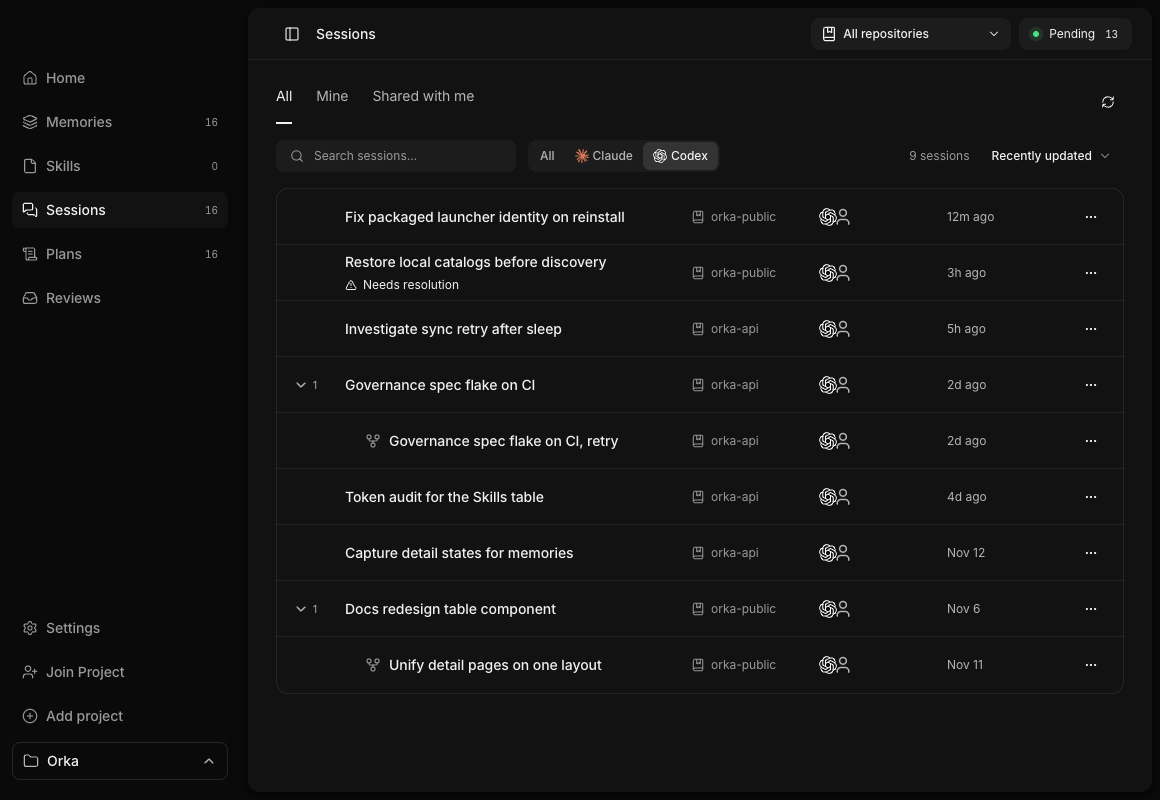 Sessions
All repositories
Pending 13
Home
Memories 16
Skills 0
Sessions 16
Plans 16
Reviews
All Mine Shared with me
Search sessions...
All Claude Codex
9 sessions Recently updated
Fix packaged launcher identity on reinstall orka-public 12m ago
Restore local catalogs before discovery orka-public 3h ago
Needs resolution
Investigate sync retry after sleep orka-api 5h ago
1 Governance spec flake on CI orka-api 2d ago
Governance spec flake on CI, retry orka-api 2d ago
Token audit for the Skills table orka-api 4d ago
Capture detail states for memories orka-api Nov 12
1 Docs redesign table component orka-public Nov 6
Unify detail pages on one layout orka-public Nov 11
Settings
Join Project
Add project
Orka